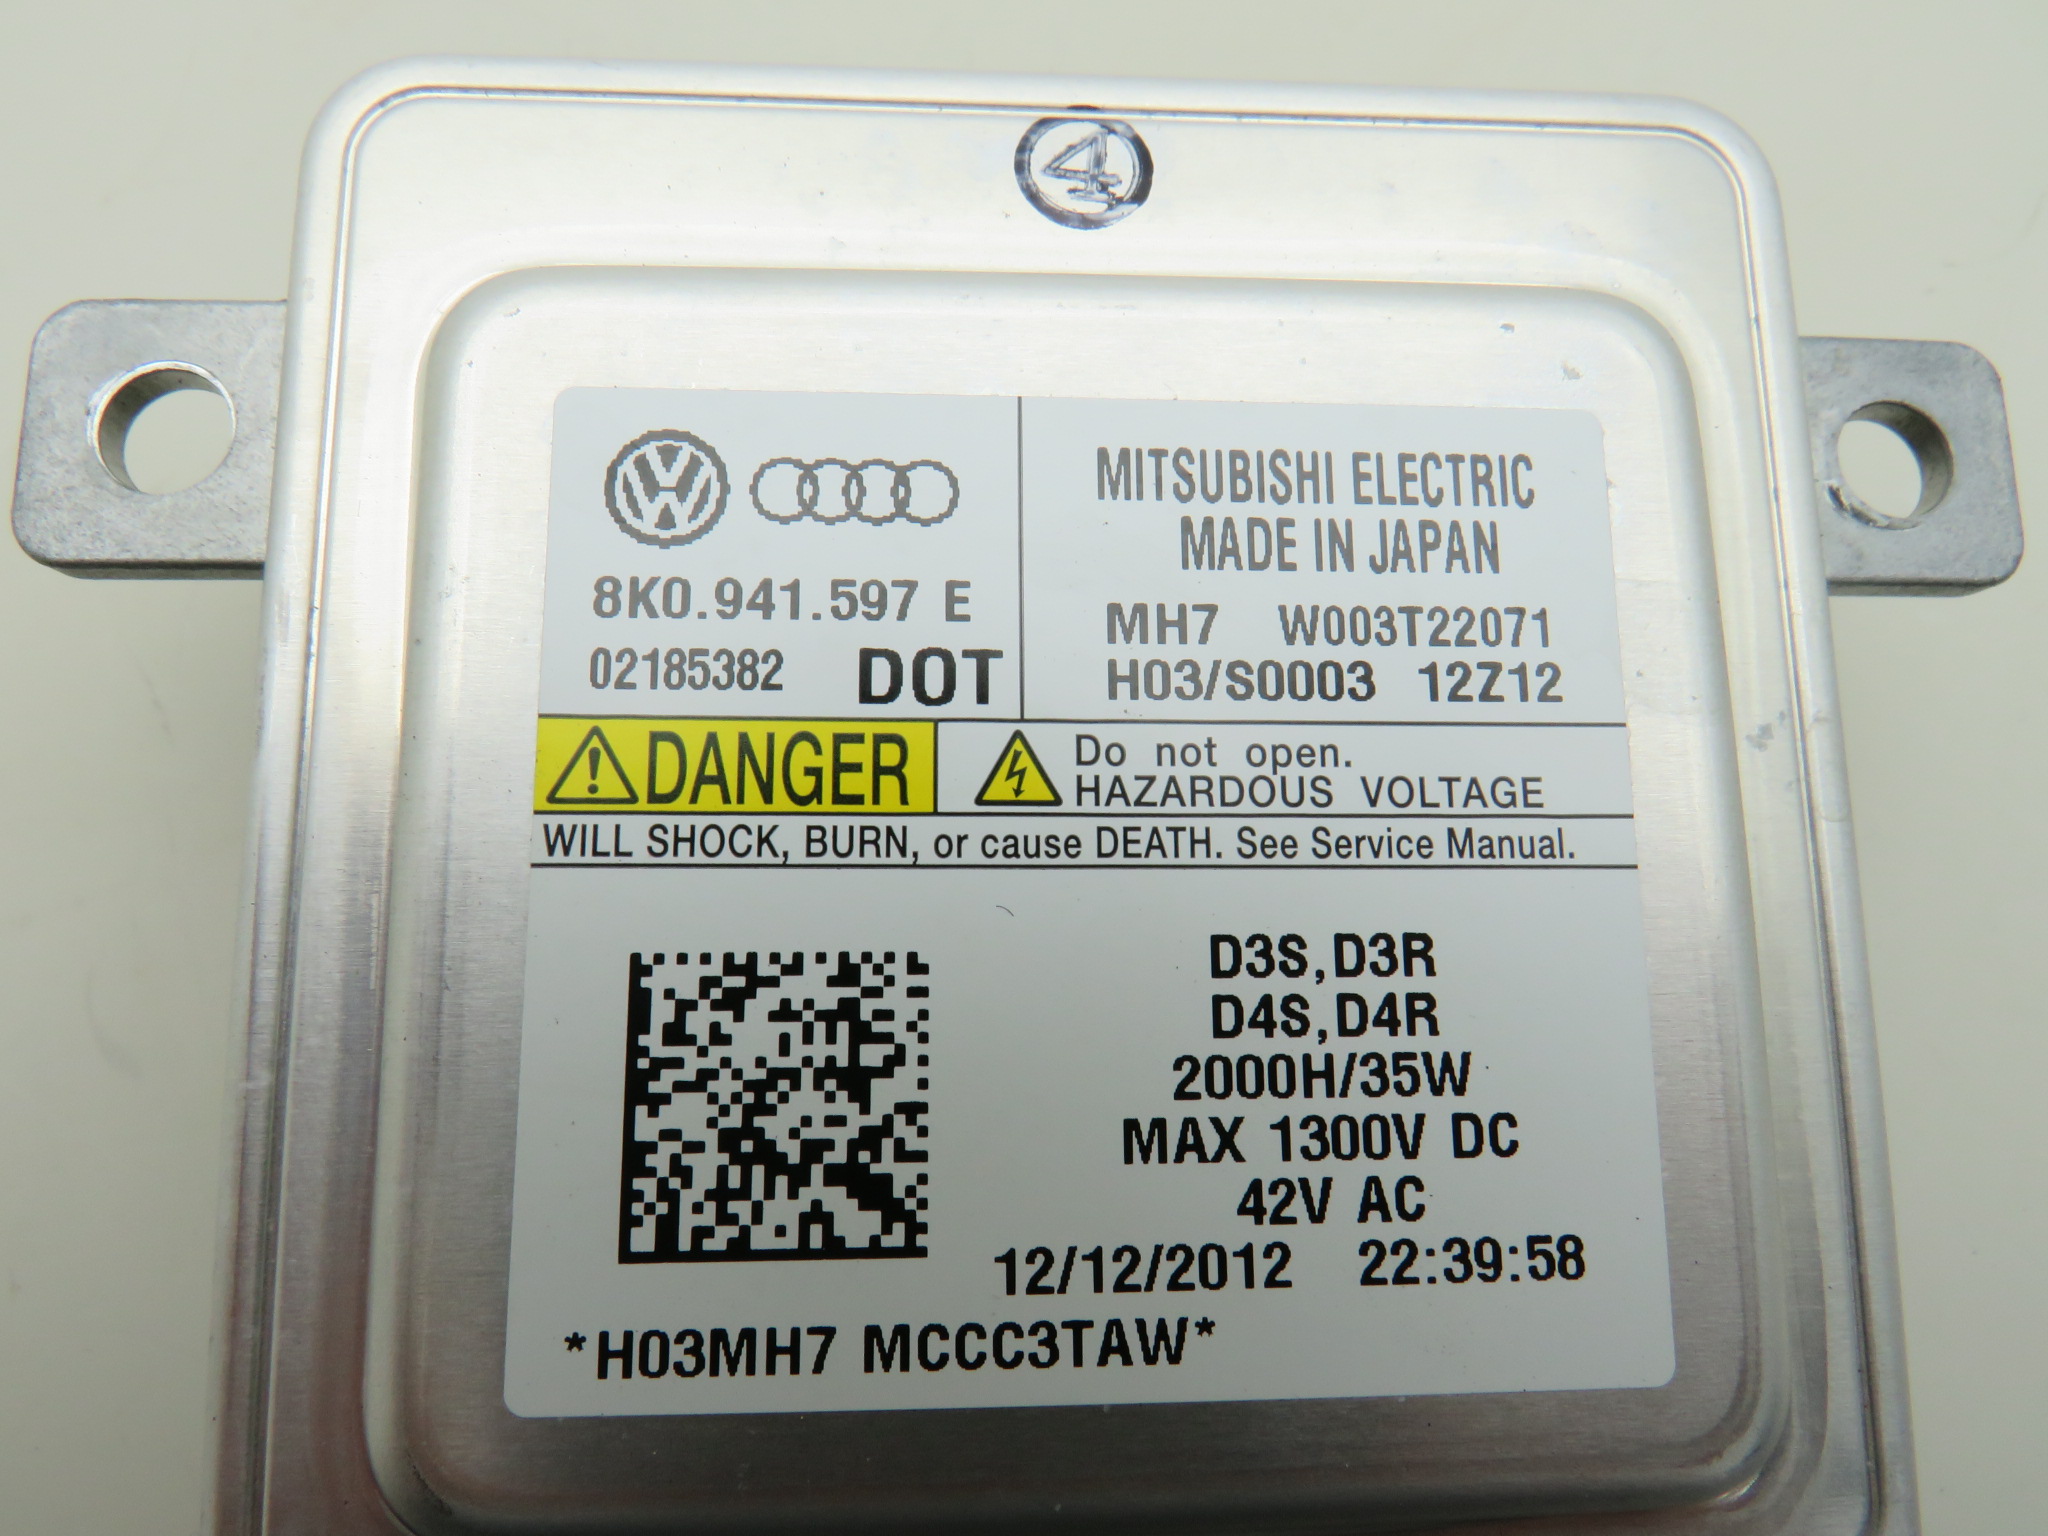 4
8K0.941.597 E
02185382 DOT
MITSUBISHI ELECTRIC
MADE IN JAPAN
MH7 W003T22071
H03/S0003 12Z12
DANGER
Do not open.
HAZARDOUS VOLTAGE
WILL SHOCK, BURN, or cause DEATH. See Service Manual.
D3S,D3R
D4S,D4R
2000H/35W
MAX 1300V DC
42V AC
12/12/2012 22:39:58
*H03MH7 MCCC3TAW*